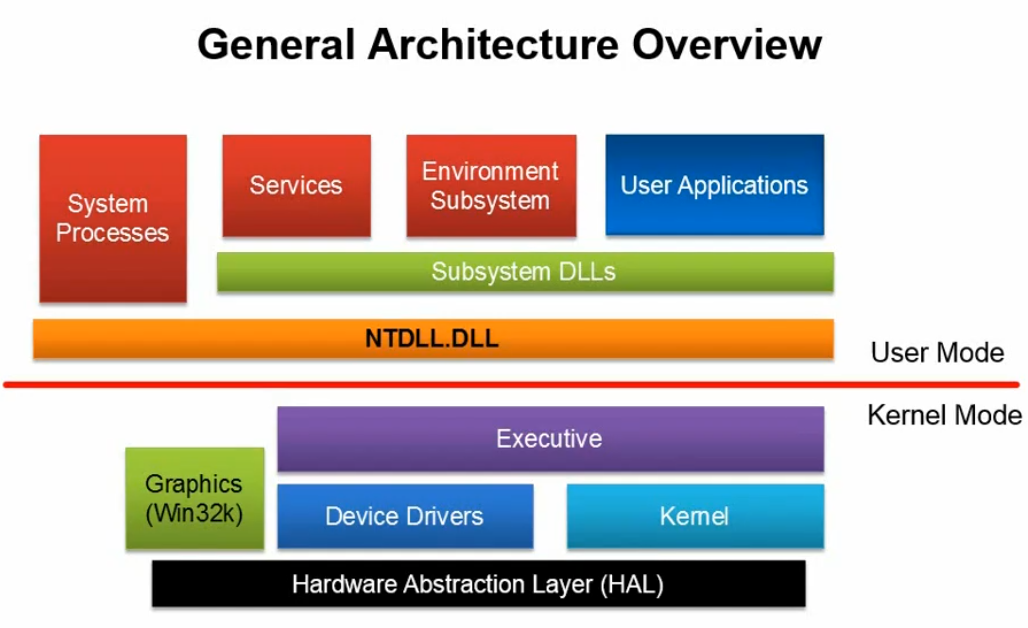 General Architecture Overview
System
Processes
Services
Environment
Subsystem
User Applications
Subsystem DLLs
NTDLL.DLL
User Mode
Kernel Mode
Executive
Graphics
(Win32k)
Device Drivers
Kernel
Hardware Abstraction Layer (HAL)